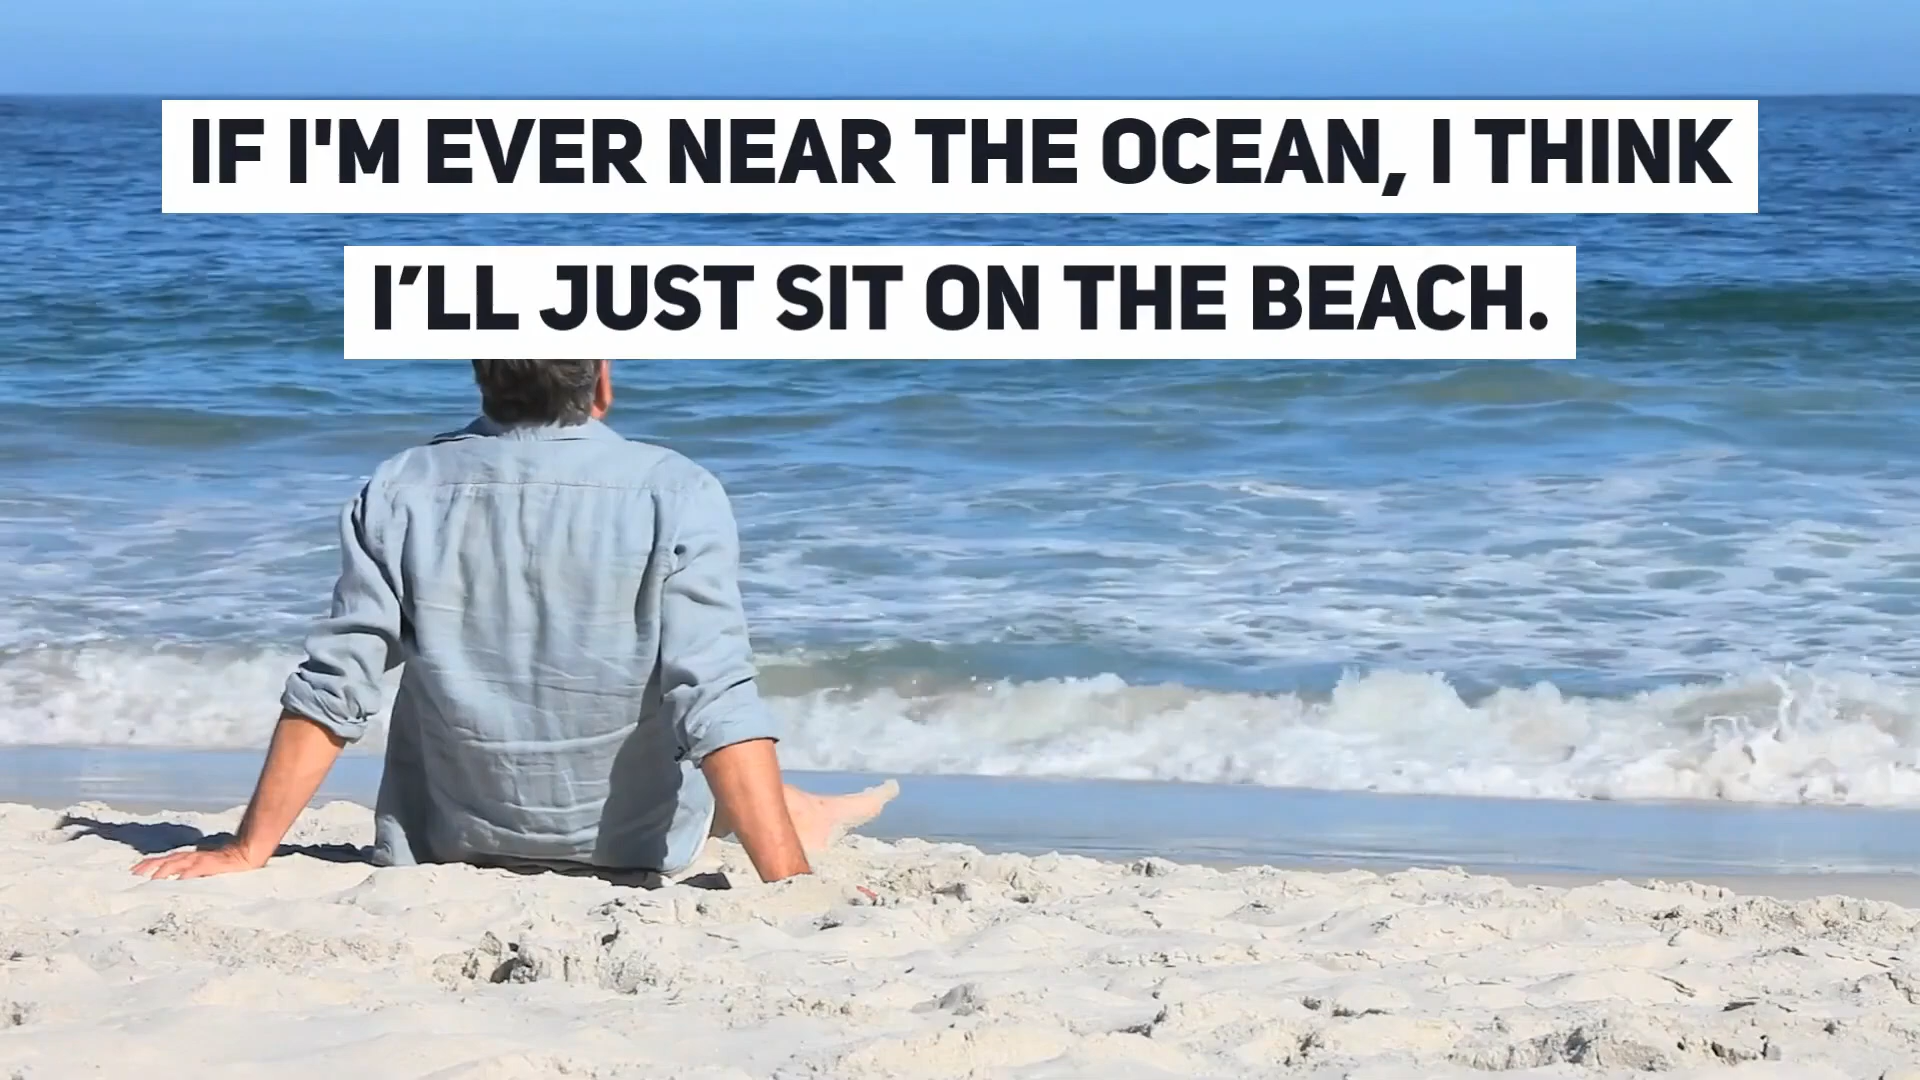 IF I'M EVER NEAR THE OCEAN, I THINK
I’LL JUST SIT ON THE BEACH.